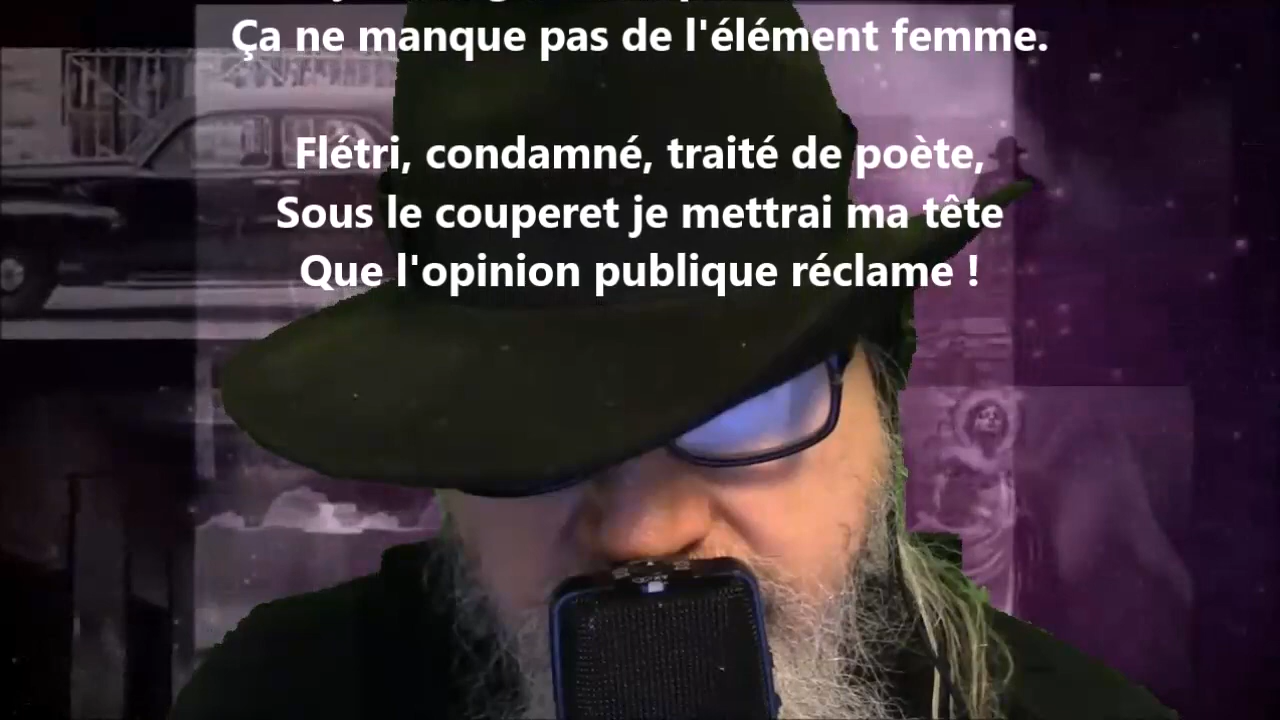 Ça ne manque pas de l'élément femme.
Flétri, condamné, traité de poète,
Sous le couperet je mettrai ma tête
Que l'opinion publique réclame !